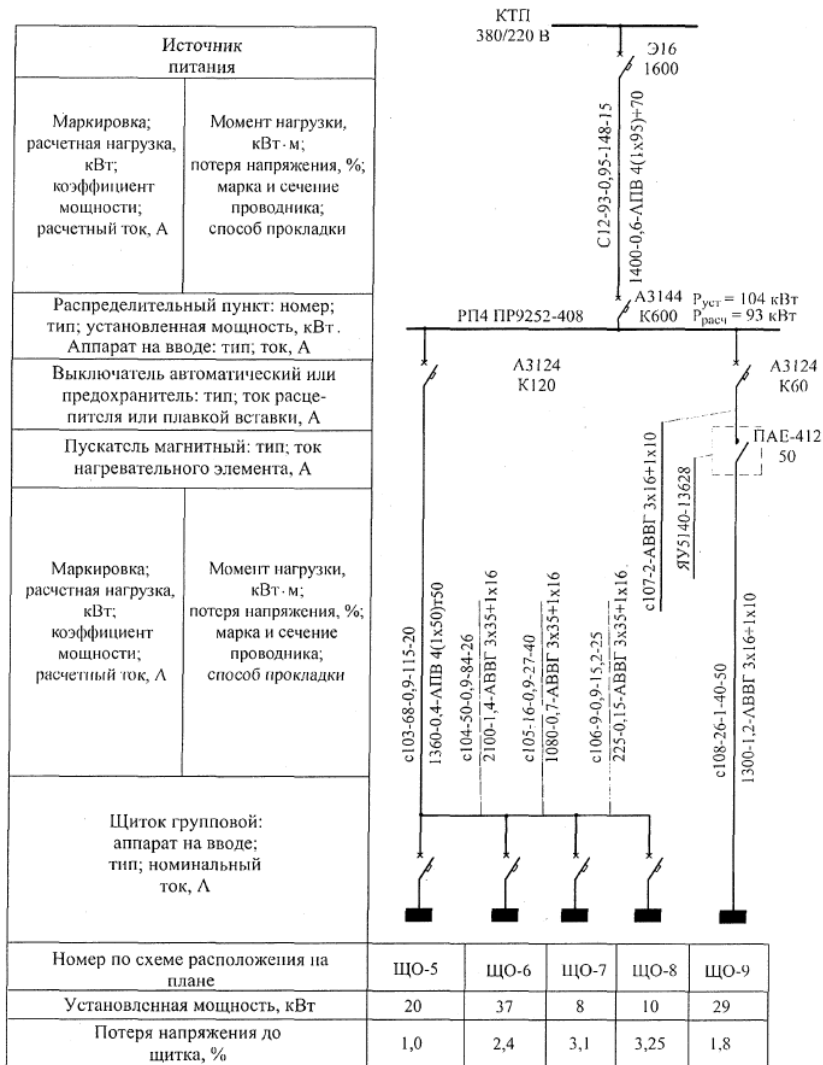 КТП
380/220 В
Э16
1600
Источник
питания
Маркировка;
расчетная нагрузка,
кВт;
коэффициент
мощности;
расчетный ток, А
Момент нагрузки,
кВт·м;
потеря напряжения, %;
марка и сечение
проводника;
способ прокладки
С12-93-0,95-148-15
1400-0,6-АПВ 4(1х95)+70
Распределительный пункт: номер;
тип; установленная мощность, кВт.
Аппарат на вводе: тип; ток, А
РП4 ПР9252-408
А3144
К600
Pуст = 104 кВт
Pрасч = 93 кВт
Выключатель автоматический или
предохранитель: тип; ток расце-
пителя или плавкой вставки, А
А3124
К120
А3124
К60
Пускатель магнитный: тип; ток
нагревательного элемента, А
ПАЕ-412
50
Маркировка;
расчетная нагрузка,
кВт;
коэффициент
мощности;
расчетный ток, А
Момент нагрузки,
кВт·м;
потеря напряжения, %;
марка и сечение
проводника;
способ прокладки
с103-68-0,9-115-20
1360-0,4-АПВ 4(1х50)т50
с104-50-0,9-84-26
2100-1,4-АВВГ 3х35+1х16
с105-16-0,9-27-40
1080-0,7-АВВГ 3х35+1х16
с106-9-0,9-15,2-25
225-0,15-АВВГ 3х35+1х16
с107-2-АВВГ 3х16+1х10
ЯУ5140-13628
с108-26-1-40-50
1300-1,2-АВВГ 3х16+1х10
Щиток групповой:
аппарат на вводе;
тип; номинальный
ток, А
Номер по схеме расположения на
плане
ЩО-5 ЩО-6 ЩО-7 ЩО-8 ЩО-9
Установленная мощность, кВт
20 37 8 10 29
Потеря напряжения до
щитка, %
1,0 2,4 3,1 3,25 1,8